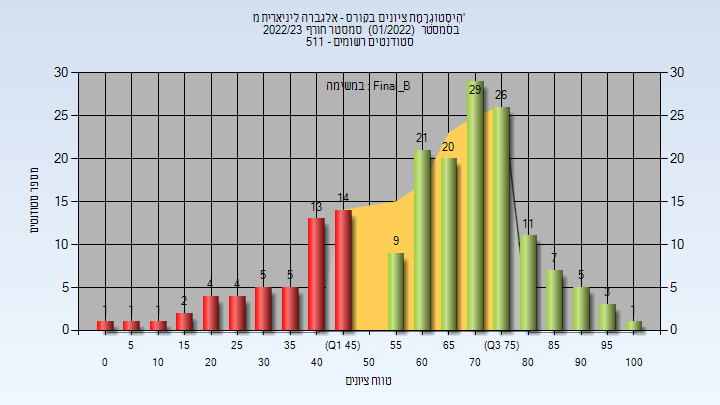 היסטוגרמת ציונים בקורס - אלגברה ליניארית מ'
בסמסטר (01/2022) סמסטר חורף 2022/23
סטודנטים רשומים - 511
במשימה : Final_B
מספר סטודנטים
30 25 20 15 10 5 0
30 25 20 15 10 5 0
1 1 1 2 4 4 5 5 13 14 9 21 20 29 26 11 7 5 3 1
5 15 25 35 (Q1 45) 55 65 (Q3 75) 85 95
0 10 20 30 40 50 60 70 80 90 100
טווח ציונים